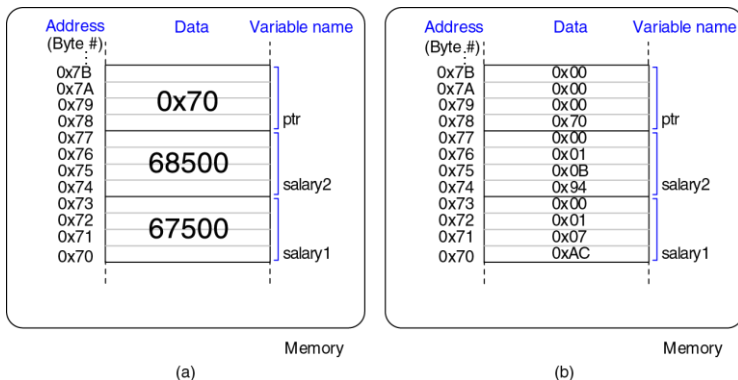 Address Data Variable name
(Byte #)
0x7B
0x7A
0x79
0x78
0x70
ptr
0x77
0x76
0x75
0x74
68500
salary2
0x73
0x72
0x71
0x70
67500
salary1
Memory
(a)
Address Data Variable name
(Byte #)
0x7B 0x00
0x7A 0x00
0x79 0x00
0x78 0x70
ptr
0x77 0x00
0x76 0x01
0x75 0x0B
0x74 0x94
salary2
0x73 0x00
0x72 0x01
0x71 0x07
0x70 0xAC
salary1
Memory
(b)